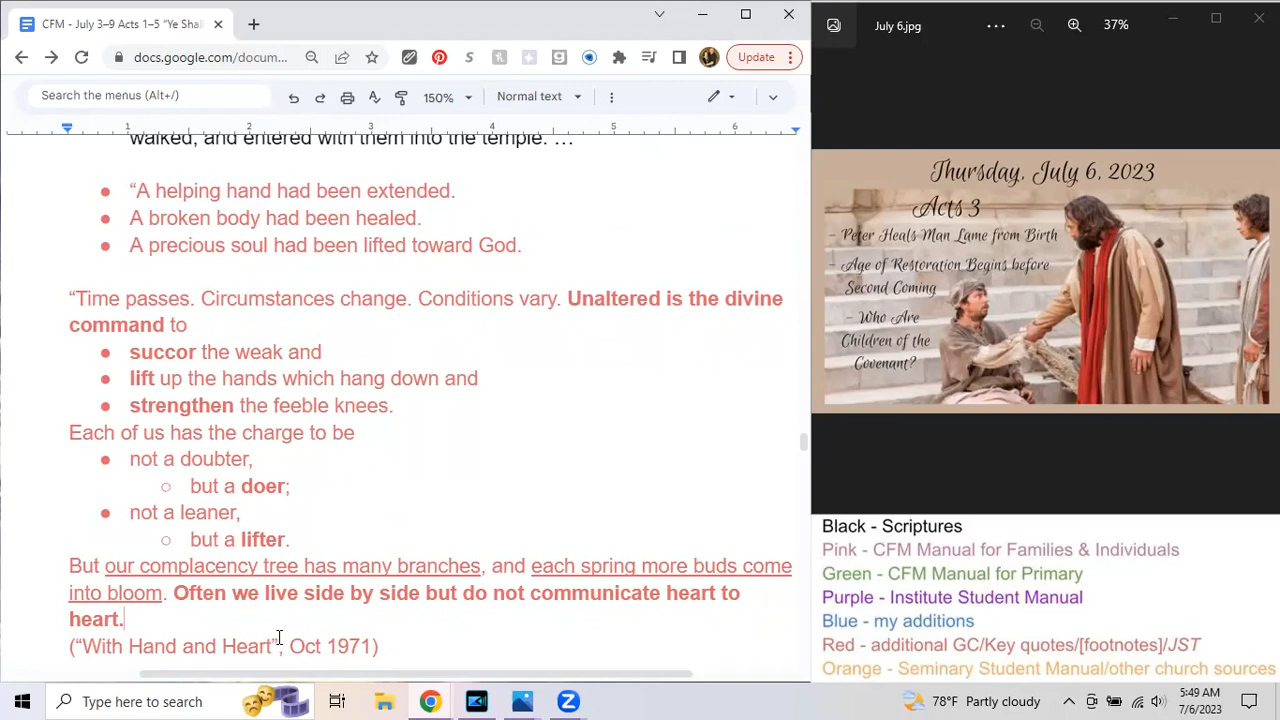 CFM - July 3–9 Acts 1–5 “Ye Shal
docs.google.com/docum...
Update
Search the menus (Alt+/)
150%
Normal text
1 2 3 4 5 6
walked, and entered with them into the temple. …
● “A helping hand had been extended.
● A broken body had been healed.
● A precious soul had been lifted toward God.
“Time passes. Circumstances change. Conditions vary. Unaltered is the divine
command to
● succor the weak and
● lift up the hands which hang down and
● strengthen the feeble knees.
Each of us has the charge to be
● not a doubter,
○ but a doer;
● not a leaner,
○ but a lifter.
But our complacency tree has many branches, and each spring more buds come
into bloom. Often we live side by side but do not communicate heart to
heart.
(“With Hand and Heart”, Oct 1971)
July 6.jpg
37%
Thursday, July 6, 2023
Acts 3
- Peter Heals Man Lame from Birth
- Age of Restoration Begins before
Second Coming
- Who Are
Children of the
Covenant?
Black - Scriptures
Pink - CFM Manual for Families & Individuals
Green - CFM Manual for Primary
Purple - Institute Student Manual
Blue - my additions
Red - additional GC/Key quotes/[footnotes]/JST
Orange - Seminary Student Manual/other church sources
Type here to search
78°F Partly cloudy
5:49 AM
7/6/2023